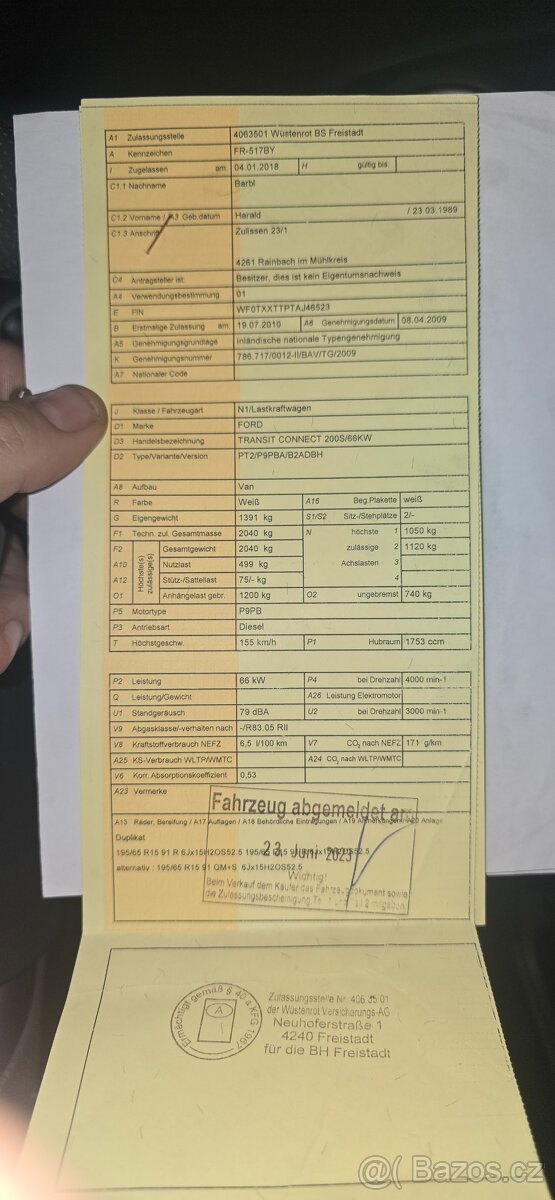 A1 Zulassungsstelle 4063501 Wüstenrot BS Freistadt
A Kennzeichen FR-517BY
I Zugelassen am: 04.01.2018 H gültig bis:
C1.1 Nachname Barbl
C1.2 Vorname / A3 Geb.datum Harald / 23.03.1989
C1.3 Anschrift Zulissen 23/1
4261 Rainbach im Mühlkreis
C4 Antragsteller ist: Besitzer, dies ist kein Eigentumsnachweis
A4 Verwendungsbestimmung 01
E FIN WF0TXXTTPTAJ46523
B Erstmalige Zulassung am: 19.07.2010 A6 Genehmigungsdatum 08.04.2009
A5 Genehmigungsgrundlage Inländische nationale Typengenehmigung
K Genehmigungsnummer 786.717/0012-II/BAV/TG/2009
A7 Nationaler Code
J Klasse / Fahrzeugart N1/Lastkraftwagen
D1 Marke FORD
D3 Handelsbezeichnung TRANSIT CONNECT 200S/66KW
D2 Type/Variante/Version PT2/P9PBA/B2ADBH
A8 Aufbau Van
R Farbe Weiß A16 Beg.Plakette weiß
G Eigengewicht 1391 kg S1/S2 Sitz-/Stehplätze 2/-
F1 Techn. zul. Gesamtmasse 2040 kg N höchste 1 1050 kg
Höchste(s) zulässige(s)
F2 Gesamtgewicht 2040 kg zulässige 2 1120 kg
A10 Nutzlast 499 kg Achslasten 3
A12 Stütz-/Sattellast 75/- kg 4
O1 Anhängelast gebr. 1200 kg O2 ungebremst 740 kg
P5 Motortype P9PB
P3 Antriebsart Diesel
T Höchstgeschw. 155 km/h P1 Hubraum 1753 ccm
P2 Leistung 66 kW P4 bei Drehzahl 4000 min-1
Q Leistung/Gewicht A26 Leistung Elektromotor
U1 Standgeräusch 79 dBA U2 bei Drehzahl 3000 min-1
V9 Abgasklasse/-verhalten nach -/R83.05 RII
V8 Kraftstoffverbrauch NEFZ 6,5 l/100 km V7 CO2 nach NEFZ 171 g/km
A25 KS-Verbrauch WLTP/WMTC A24 CO2 nach WLTP/WMTC
V6 Korr. Absorptionskoeffizient 0,53
A23 Vermerke
Fahrzeug abgemeldet am
A13 Räder, Bereifung / A17 Auflagen / A18 Behördliche Eintragungen / A19 Anmerkungen / A20 Anlage
Duplikat
23. Juni 2023
195/65 R15 91 R 6Jx15H2OS52.5
alternativ : 195/65 R15 91 QM+S 6Jx15H2OS52.5
Wichtig!
Beim Verkauf dem Käufer das Fahrzeugdokument sowie
die Zulassungsbescheinigung 2 mitgeben
Ermächtigt gemäß § 40 a KFG 1967
A
Zulassungsstelle Nr. 406 35 01
der Wüstenrot Versicherungs-AG
Neuhoferstraße 1
4240 Freistadt
für die BH Freistadt
@( Bazos.cz